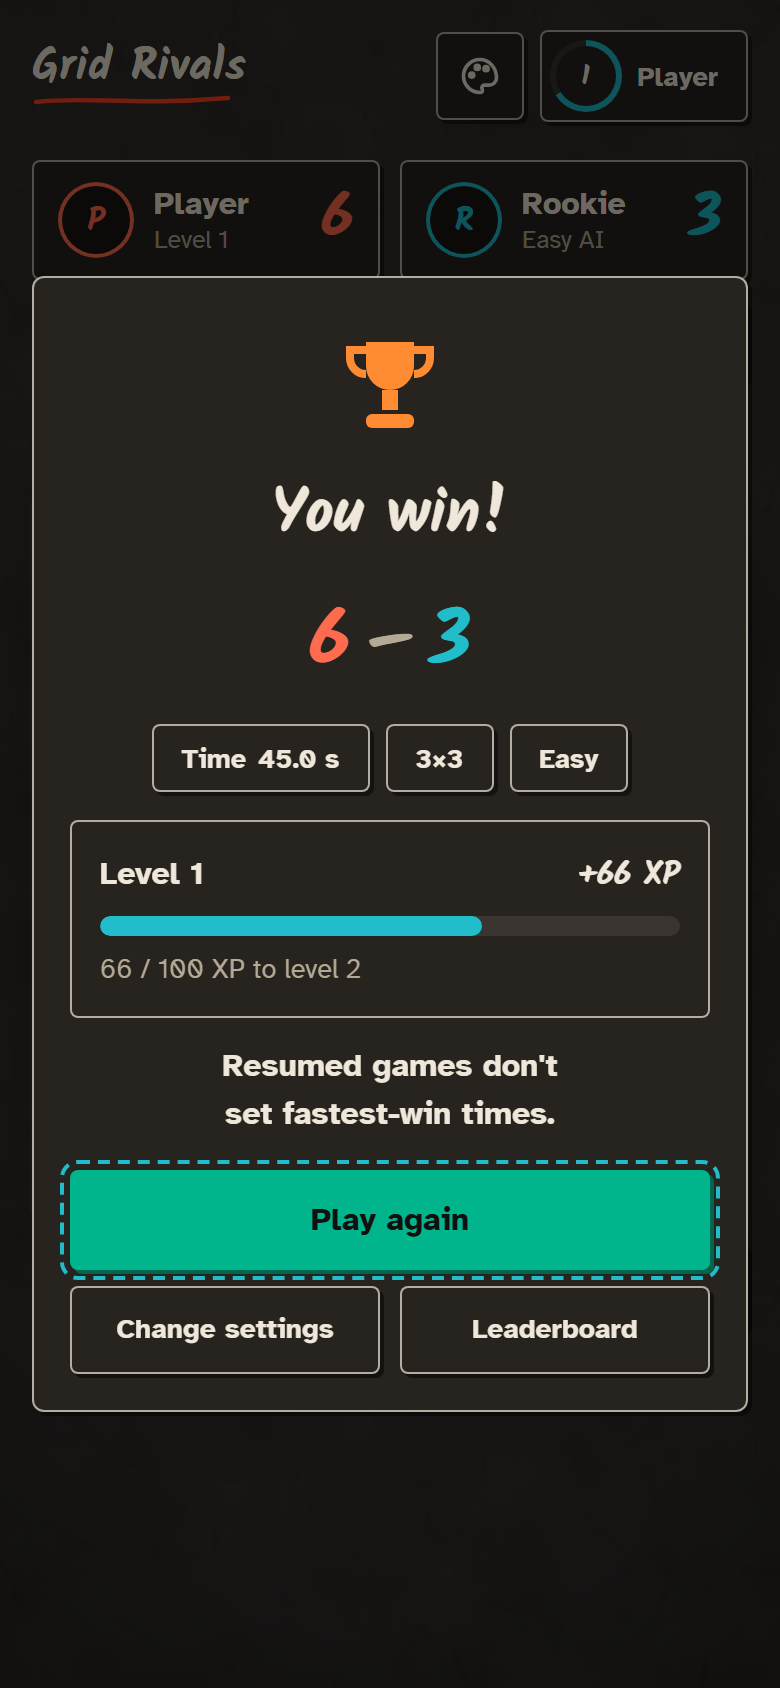 Grid Rivals
1 Player
P Player 6
Level 1
R Rookie 3
Easy AI
You win!
6 – 3
Time 45.0 s
3×3
Easy
Level 1 +66 XP
66 / 100 XP to level 2
Resumed games don't
set fastest-win times.
Play again
Change settings
Leaderboard